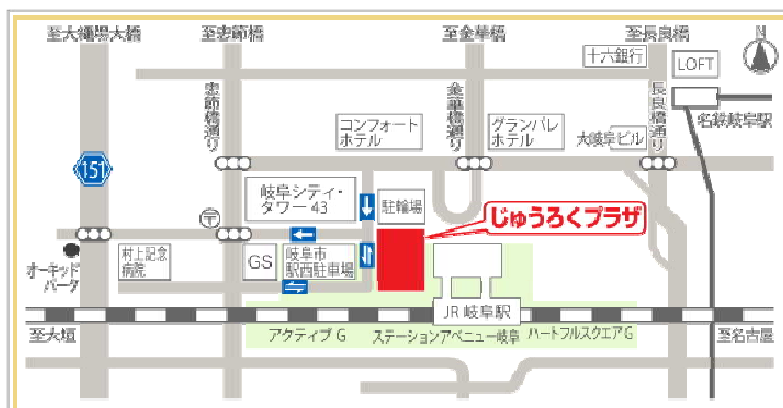 至大縄場大橋
至忠節橋
至金華橋
至長良橋
N
十六銀行
LOFT
忠節橋通り
金華橋通り
長良橋通り
名鉄岐阜駅
コンフォート
ホテル
グランパレ
ホテル
大岐阜ビル
151
岐阜シティ・
タワー43
駐輪場
じゅうろくプラザ
〒
村上記念
病院
GS
岐阜市
駅西駐車場
オーキッド
パーク
JR岐阜駅
至大垣
アクティブG
ステーションアベニュー岐阜
ハートフルスクエアG
至名古屋